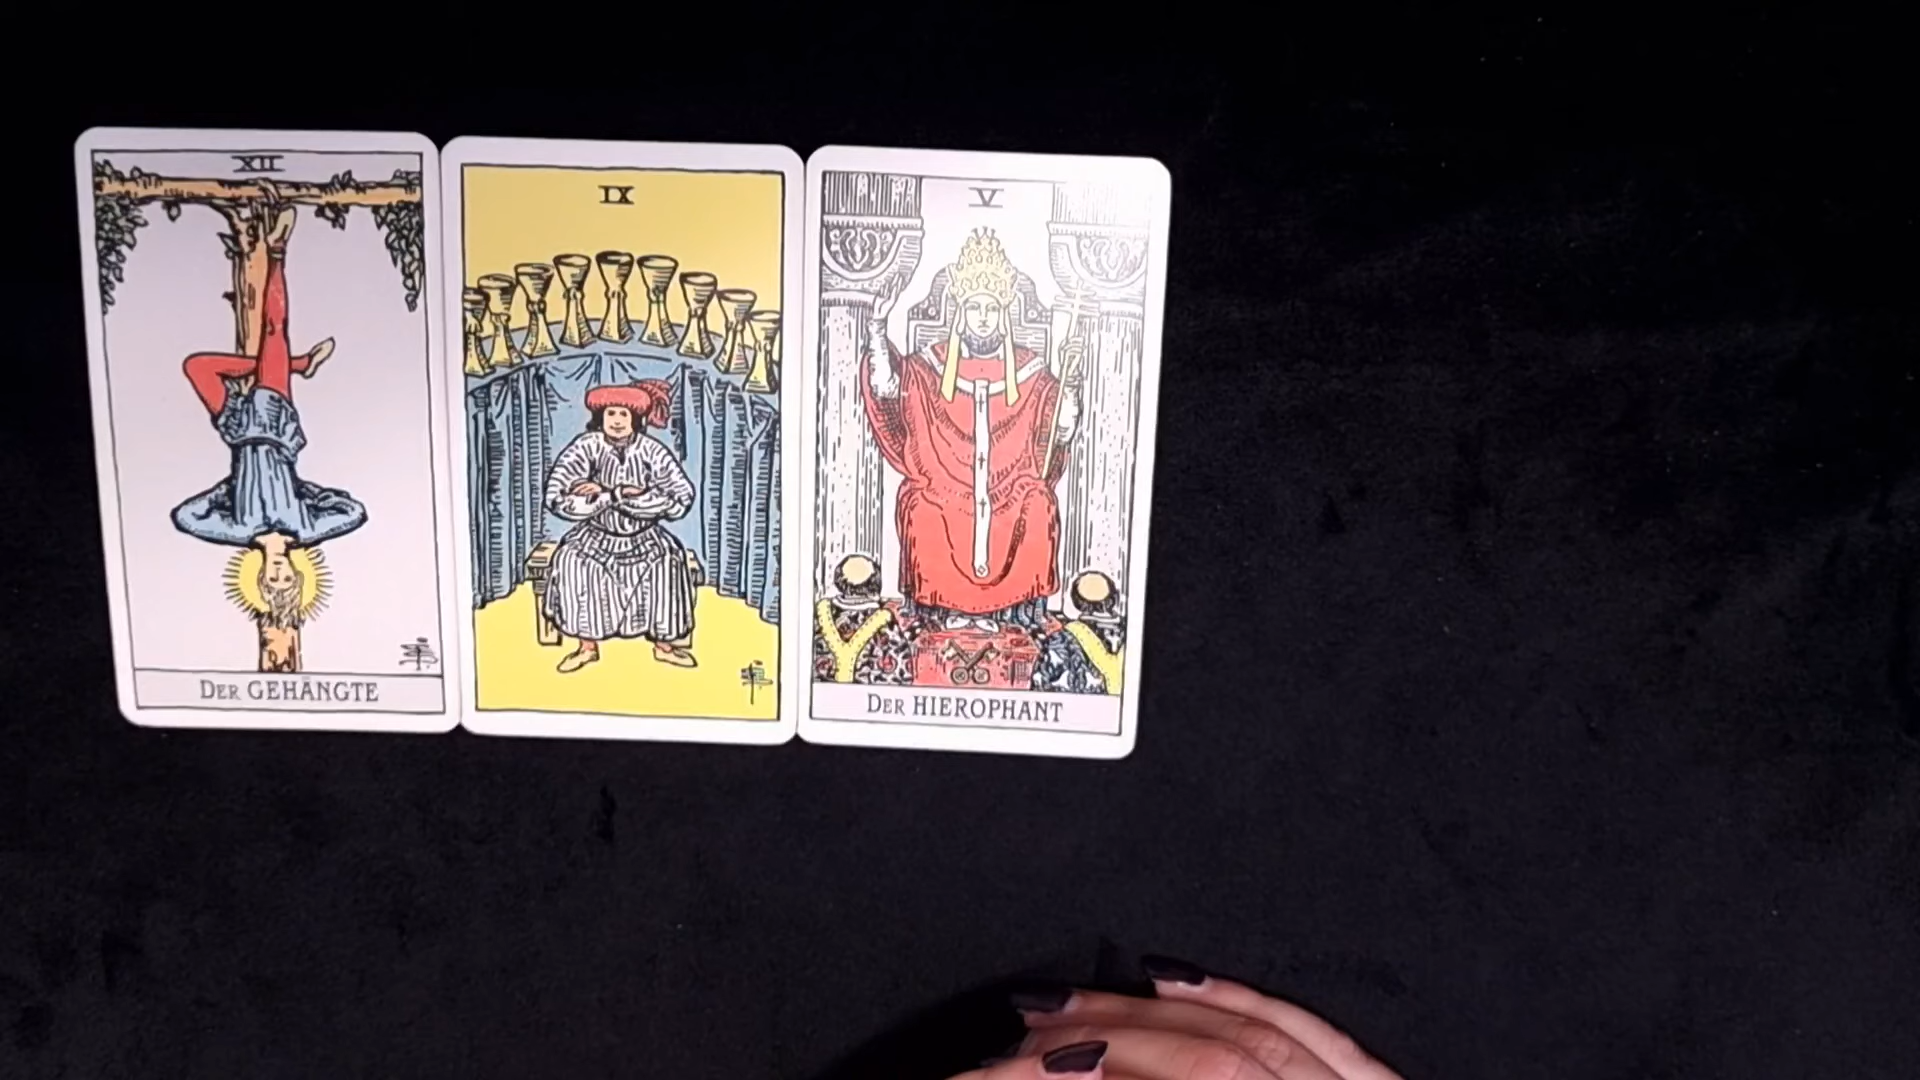 XII
Der GEHÄNGTE
IX
V
Der HIEROPHANT